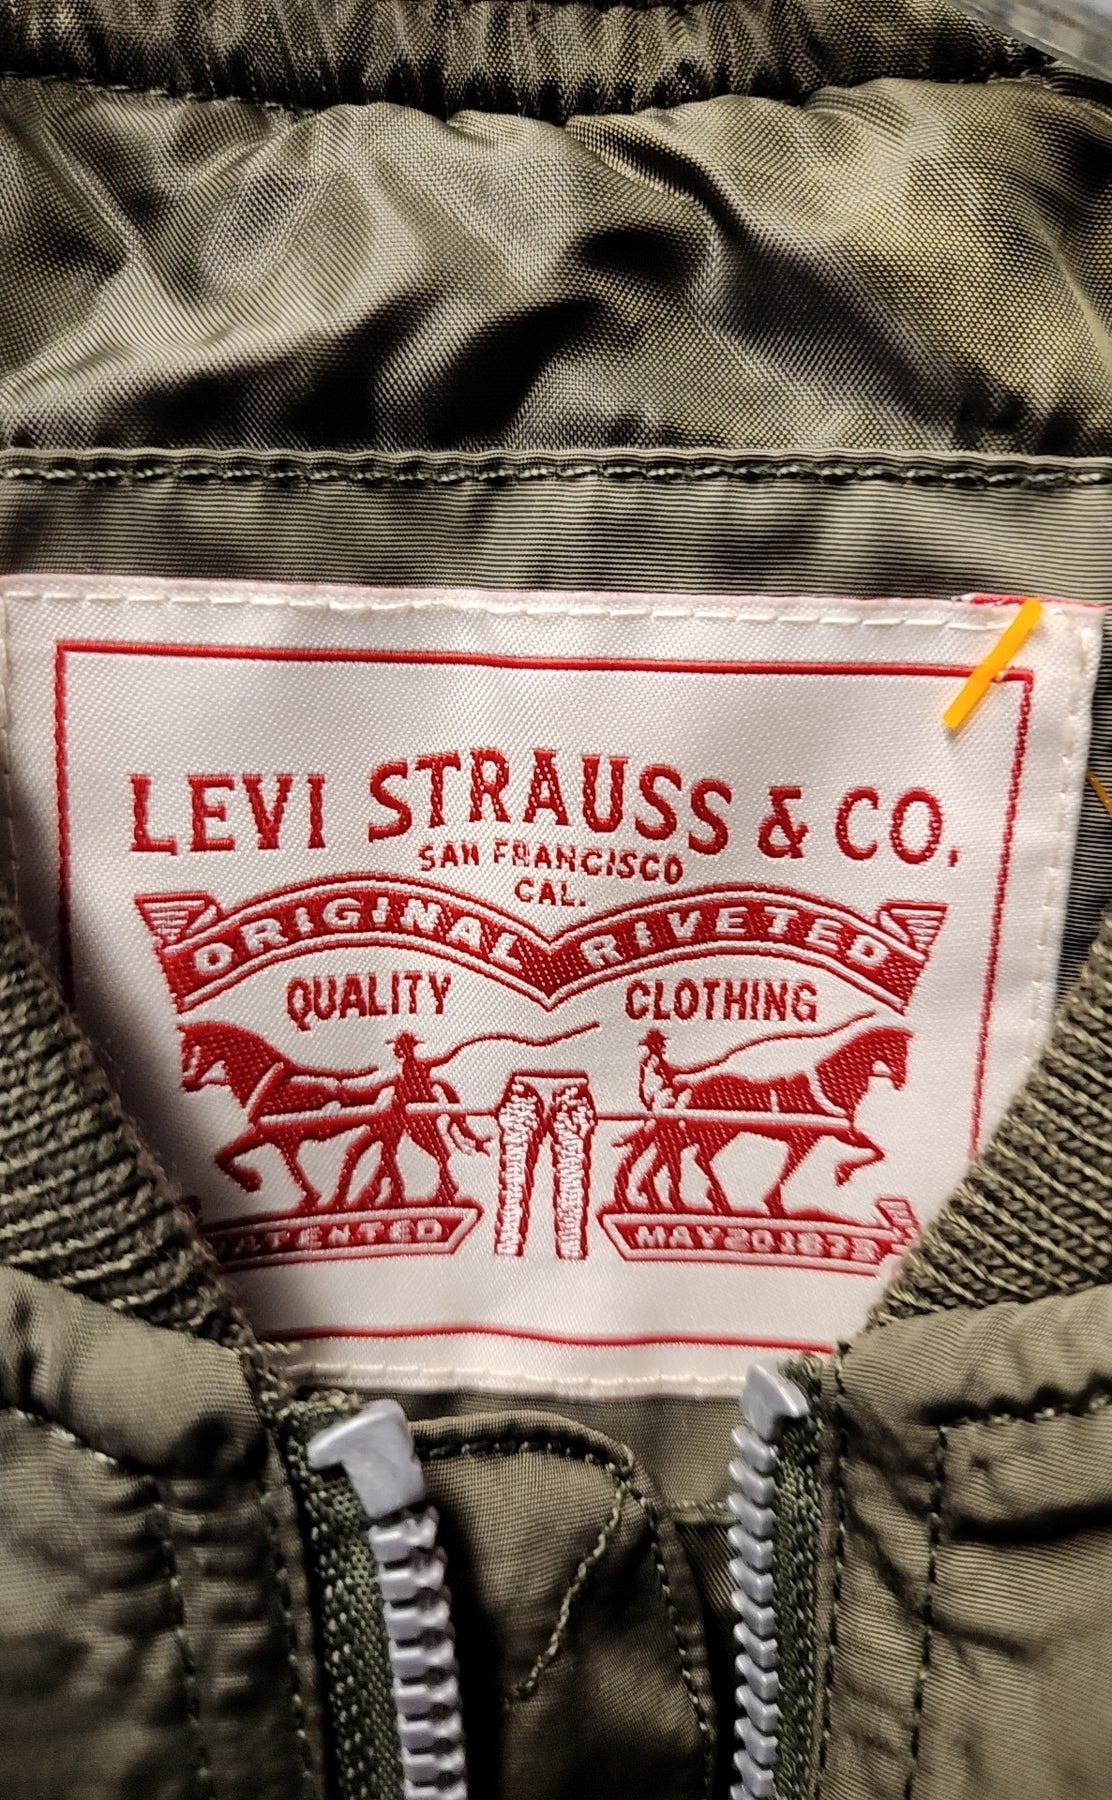 LEVI STRAUSS & CO.
SAN FRANCISCO
CAL.
ORIGINAL RIVETED
QUALITY CLOTHING
PATENTED MAY 20 1873